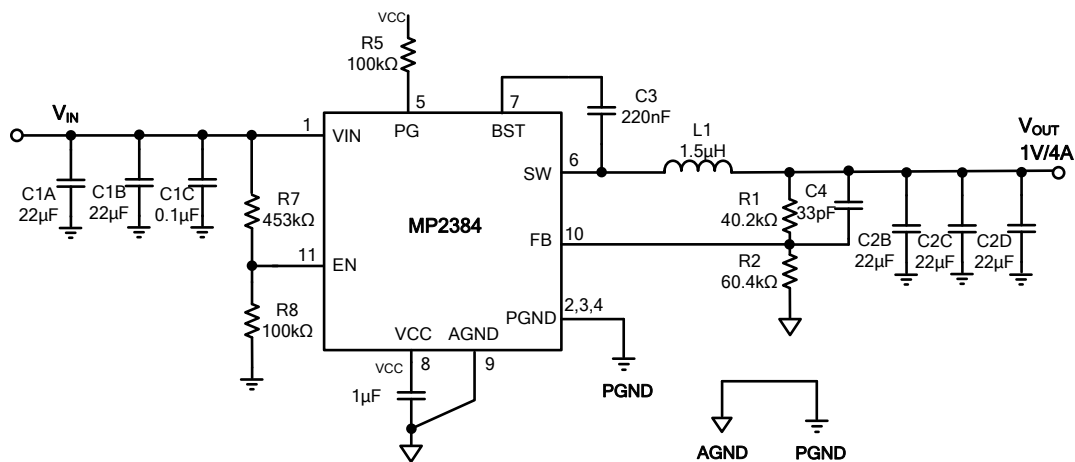 VCC
R5
100kΩ
5
7
C3
220nF
VIN
1
VIN
PG
BST
L1
1.5µH
VOUT
1V/4A
6
SW
C1A
22µF
C1B
22µF
C1C
0.1µF
R7
453kΩ
MP2384
R1
40.2kΩ
C4
33pF
FB
10
C2B
22µF
C2C
22µF
C2D
22µF
11
EN
R2
60.4kΩ
R8
100kΩ
PGND
2,3,4
VCC
AGND
VCC
8
9
1µF
PGND
AGND
PGND